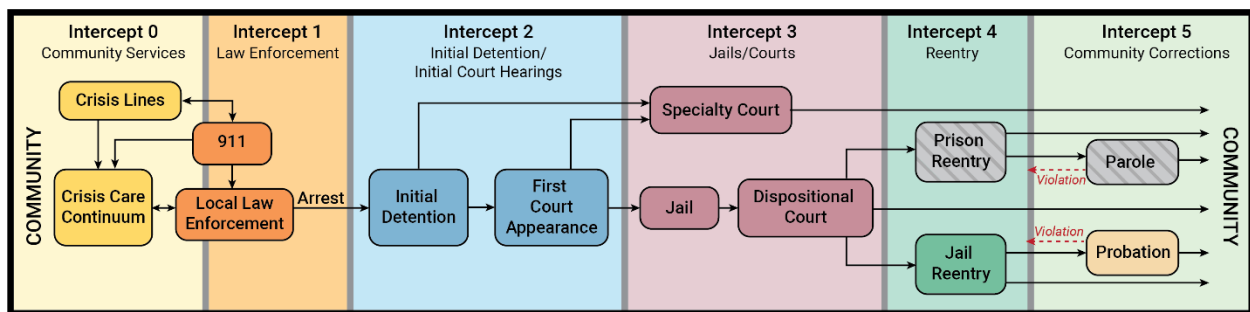 Intercept 0
Community Services
Intercept 1
Law Enforcement
Intercept 2
Initial Detention/
Initial Court Hearings
Intercept 3
Jails/Courts
Intercept 4
Reentry
Intercept 5
Community Corrections
COMMUNITY
Crisis Lines
911
Crisis Care
Continuum
Local Law
Enforcement
Arrest
Initial
Detention
First
Court
Appearance
Specialty Court
Jail
Dispositional
Court
Prison
Reentry
Violation
Parole
Jail
Reentry
Violation
Probation
COMMUNITY